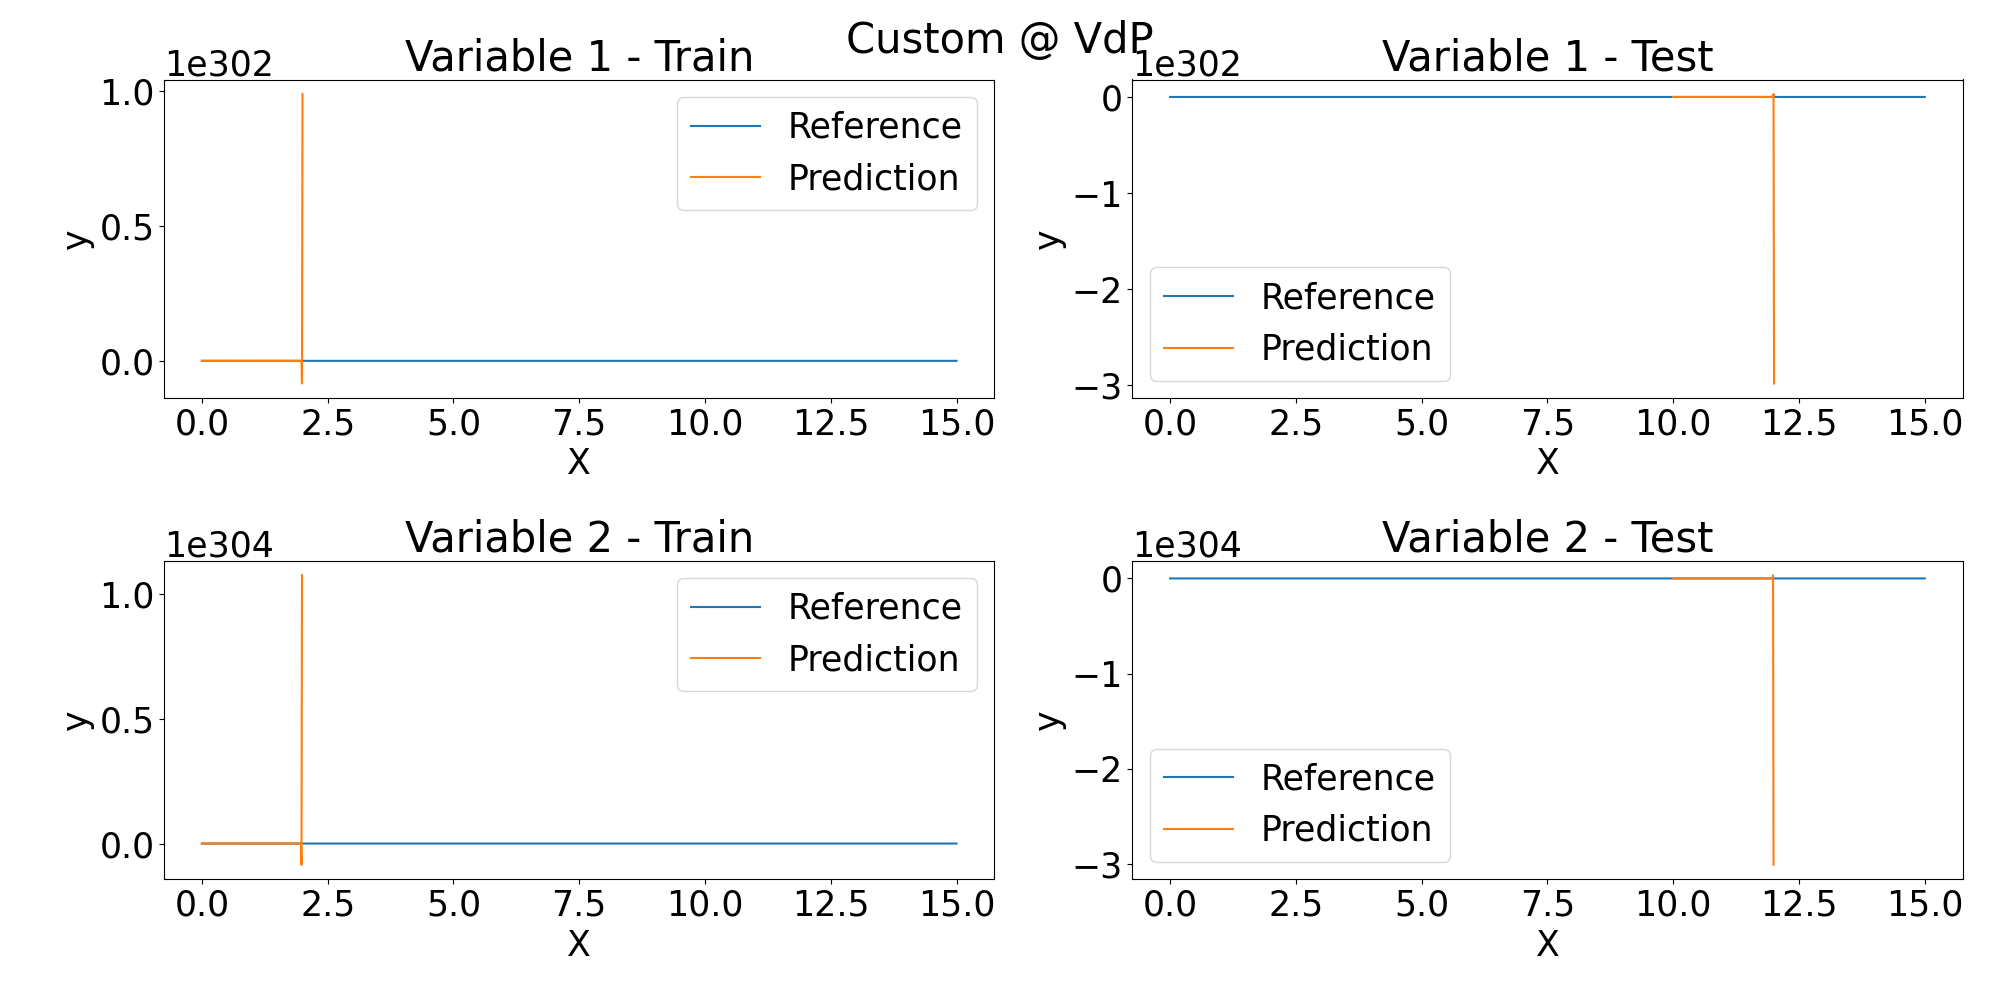 Custom @ VdP
Variable 1 - Train
1e302
1.0
0.5
0.0
y
Reference
Prediction
0.0 2.5 5.0 7.5 10.0 12.5 15.0
X
Variable 1 - Test
1e302
0
−1
−2
−3
y
Reference
Prediction
0.0 2.5 5.0 7.5 10.0 12.5 15.0
X
Variable 2 - Train
1e304
1.0
0.5
0.0
y
Reference
Prediction
0.0 2.5 5.0 7.5 10.0 12.5 15.0
X
Variable 2 - Test
1e304
0
−1
−2
−3
y
Reference
Prediction
0.0 2.5 5.0 7.5 10.0 12.5 15.0
X